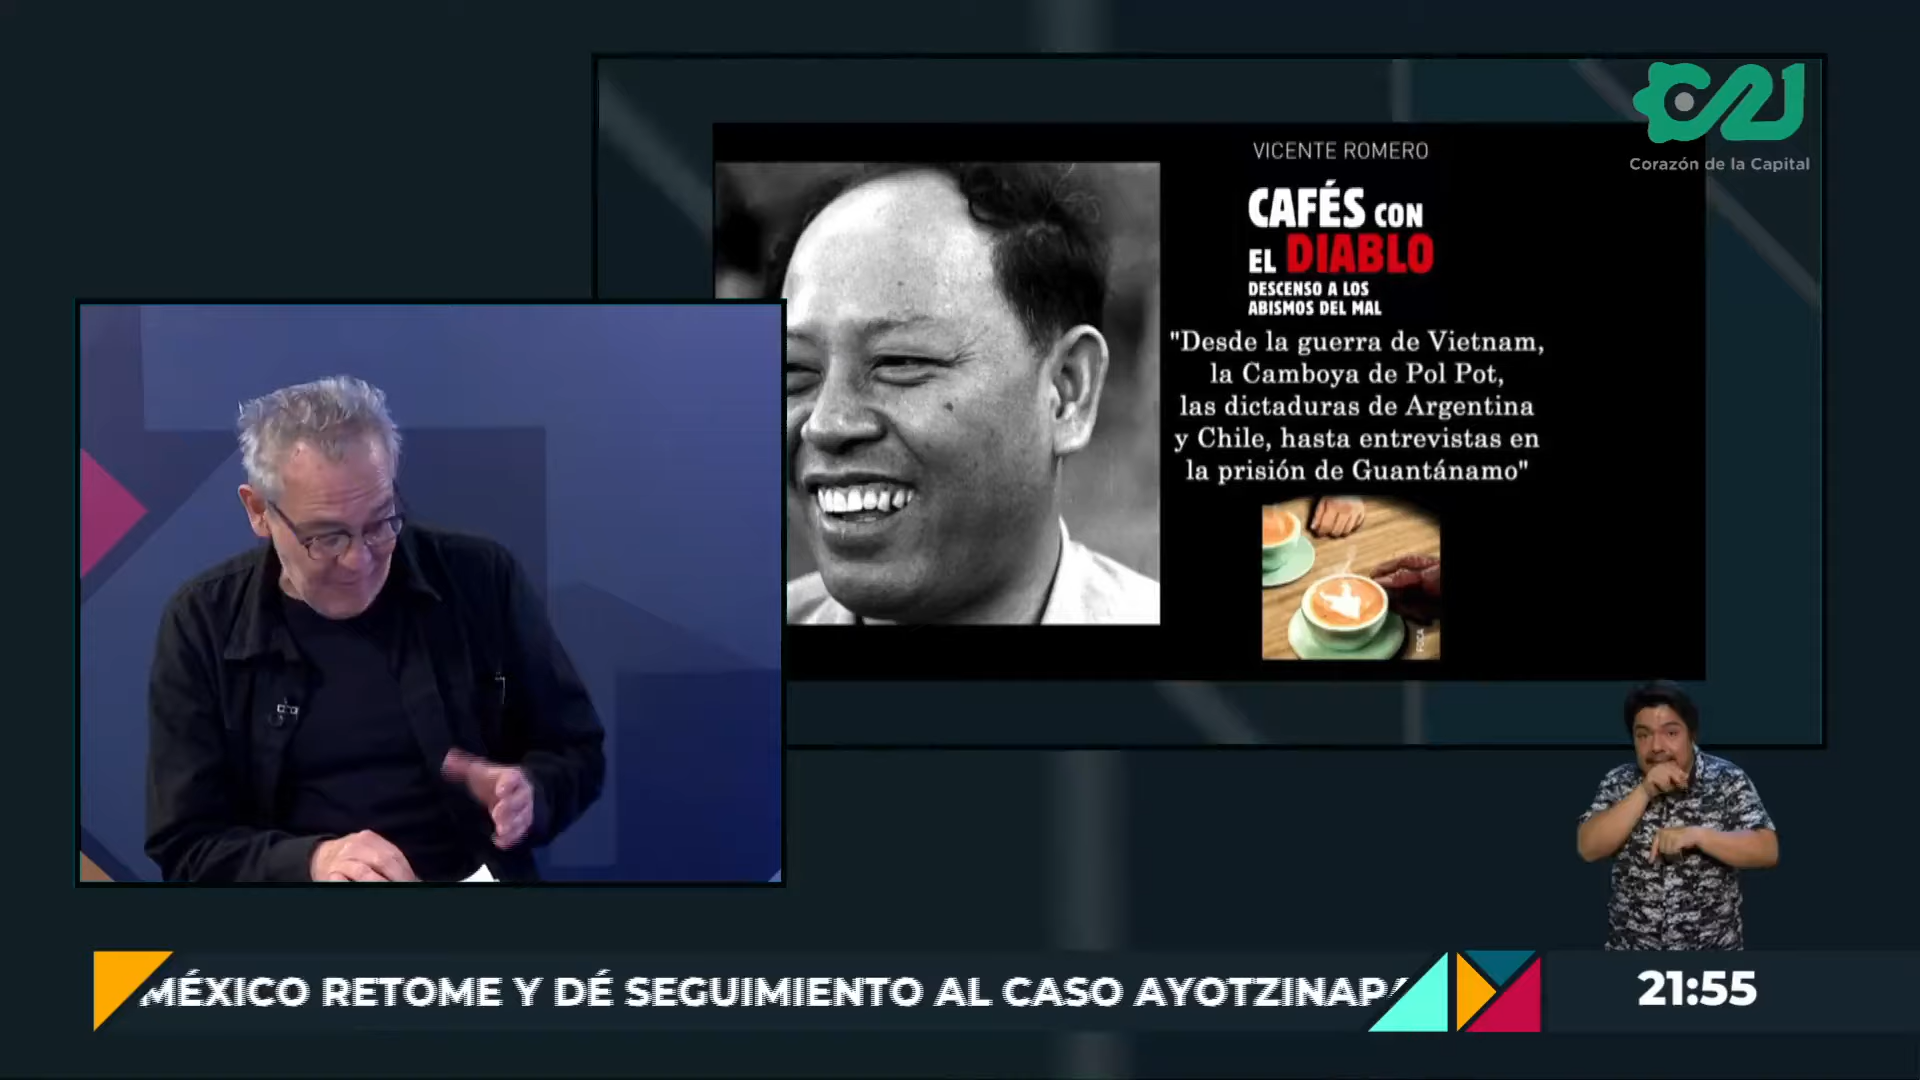 Corazón de la Capital
VICENTE ROMERO
CAFÉS CON
EL DIABLO
DESCENSO A LOS
ABISMOS DEL MAL
"Desde la guerra de Vietnam,
la Camboya de Pol Pot,
las dictaduras de Argentina
y Chile, hasta entrevistas en
la prisión de Guantánamo"
FOCA
MÉXICO RETOME Y DÉ SEGUIMIENTO AL CASO AYOTZINAPA
21:55